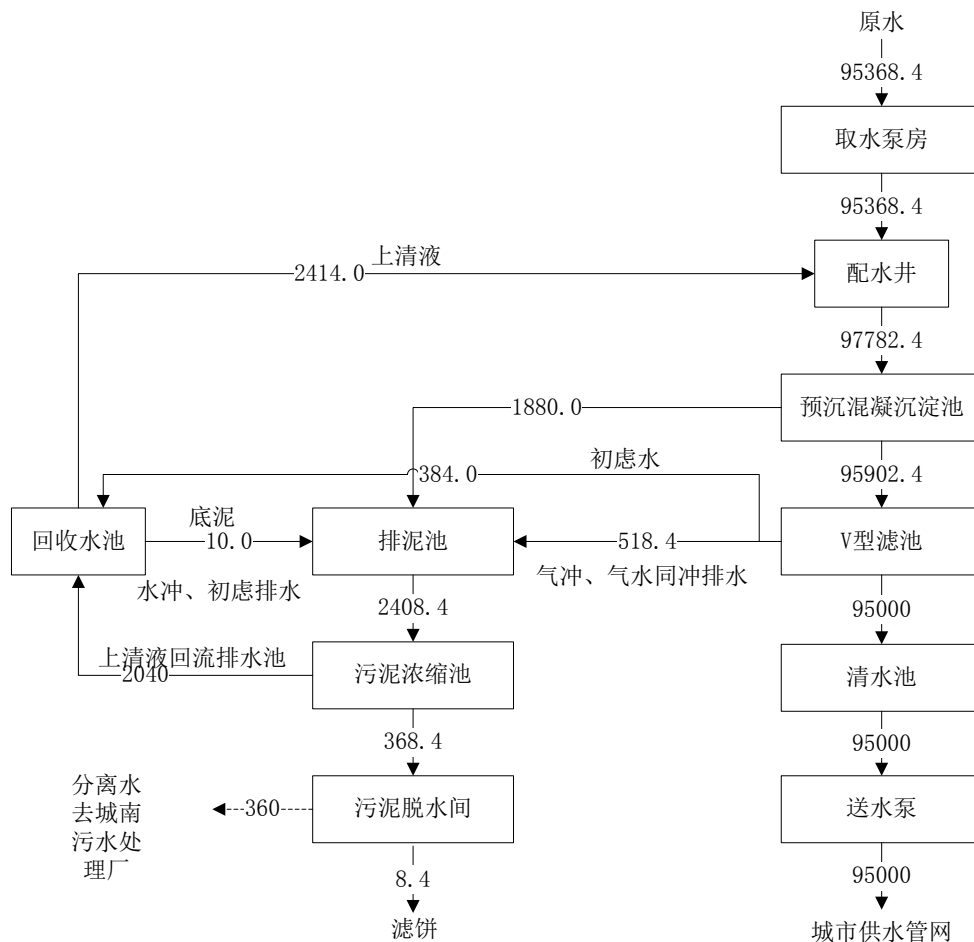 原水
95368.4
取水泵房
95368.4
上清液
2414.0
配水井
97782.4
1880.0
预沉混凝沉淀池
初虑水
384.0
95902.4
回收水池
底泥
10.0
排泥池
518.4
V型滤池
水冲、初虑排水
气冲、气水同冲排水
2408.4
95000
上清液回流排水池
2040
污泥浓缩池
清水池
368.4
95000
分离水
去城南
污水处
理厂
360
污泥脱水间
送水泵
8.4
95000
滤饼
城市供水管网